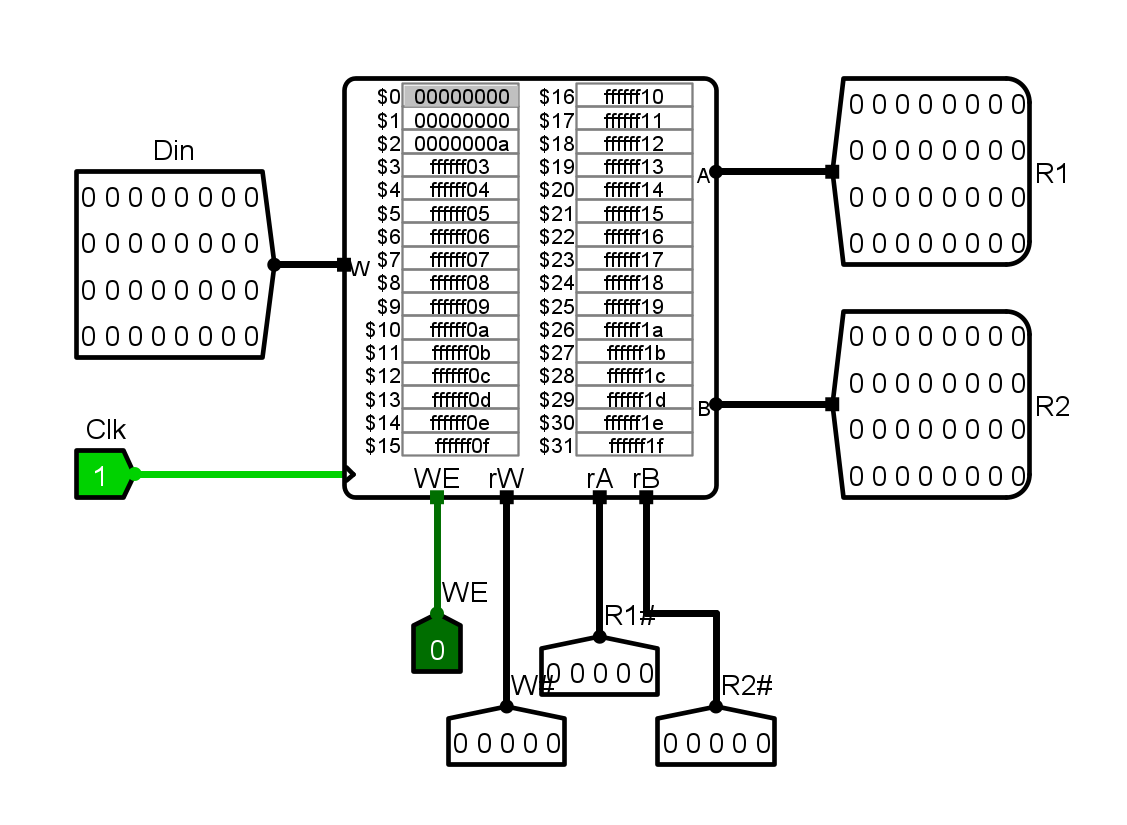 $0 00000000 $16 ffffff10
$1 00000000 $17 ffffff11
$2 0000000a $18 ffffff12
$3 ffffff03 $19 ffffff13
$4 ffffff04 $20 ffffff14
$5 ffffff05 $21 ffffff15
$6 ffffff06 $22 ffffff16
$7 ffffff07 $23 ffffff17
$8 ffffff08 $24 ffffff18
$9 ffffff09 $25 ffffff19
$10 ffffff0a $26 ffffff1a
$11 ffffff0b $27 ffffff1b
$12 ffffff0c $28 ffffff1c
$13 ffffff0d $29 ffffff1d
$14 ffffff0e $30 ffffff1e
$15 ffffff0f $31 ffffff1f
WE rW rA rB
W
A
B
Din
0 0 0 0 0 0 0 0
0 0 0 0 0 0 0 0
0 0 0 0 0 0 0 0
0 0 0 0 0 0 0 0
Clk
1
0 0 0 0 0 0 0 0
0 0 0 0 0 0 0 0
0 0 0 0 0 0 0 0
0 0 0 0 0 0 0 0
R1
0 0 0 0 0 0 0 0
0 0 0 0 0 0 0 0
0 0 0 0 0 0 0 0
0 0 0 0 0 0 0 0
R2
WE
0
R1#
0 0 0 0 0
W#
0 0 0 0 0
R2#
0 0 0 0 0